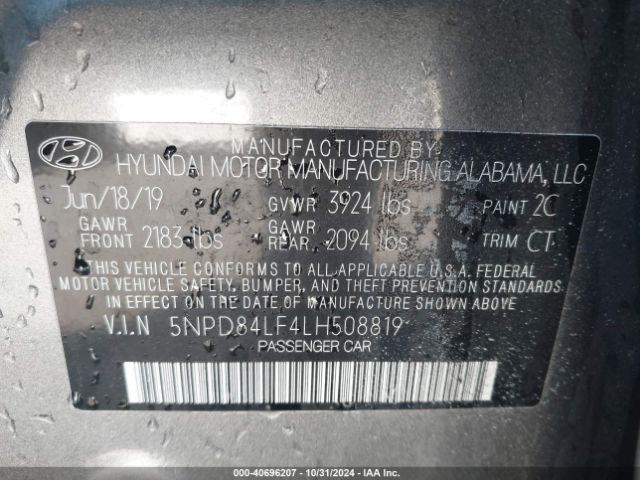 MANUFACTURED BY
HYUNDAI MOTOR MANUFACTURING ALABAMA, LLC
Jun/18/19 GVWR 3924 lbs PAINT 2C
GAWR FRONT 2183 lbs GAWR REAR 2094 lbs TRIM CT
THIS VEHICLE CONFORMS TO ALL APPLICABLE U.S.A. FEDERAL
MOTOR VEHICLE SAFETY, BUMPER, AND THEFT PREVENTION STANDARDS
IN EFFECT ON THE DATE OF MANUFACTURE SHOWN ABOVE.
V.I.N 5NPD84LF4LH508819
PASSENGER CAR
000-40696207 - 10/31/2024 - IAA Inc.